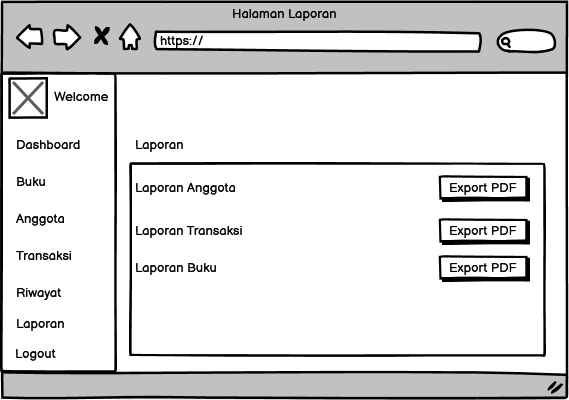 Halaman Laporan
https://
Welcome
Dashboard
Buku
Anggota
Transaksi
Riwayat
Laporan
Logout
Laporan
Laporan Anggota
Export PDF
Laporan Transaksi
Export PDF
Laporan Buku
Export PDF